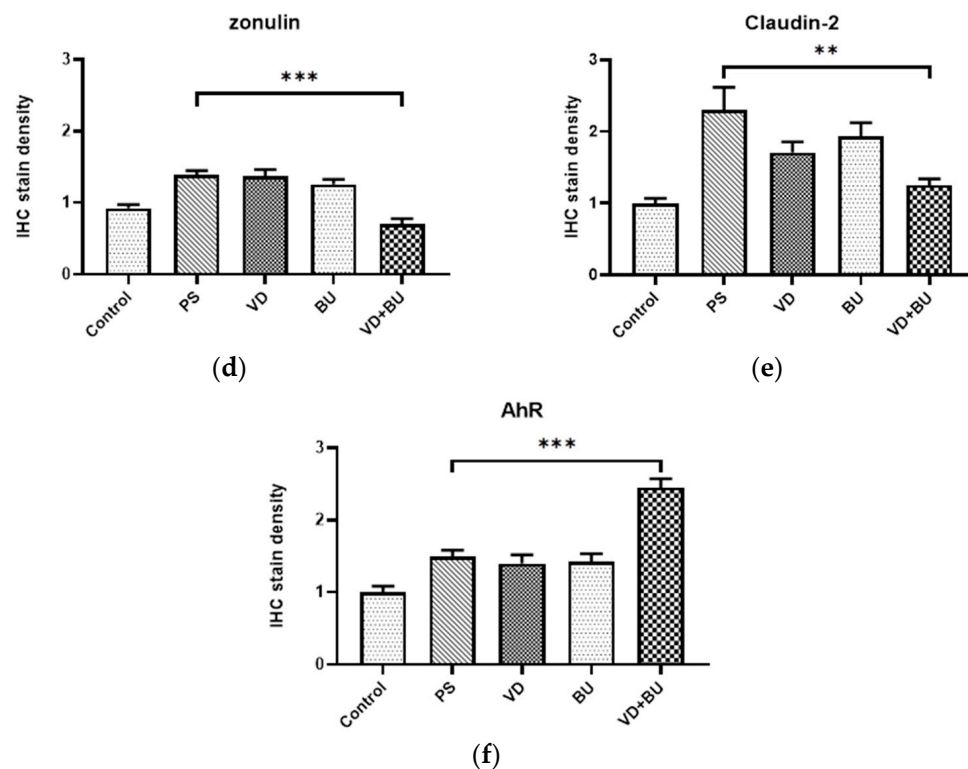 zonulin
IHC stain density
3
2
1
0
***
Control
PS
VD
BU
VD+BU
(d)
Claudin-2
IHC stain density
3
2
1
0
**
Control
PS
VD
BU
VD+BU
(e)
AhR
IHC stain density
3
2
1
0
***
Control
PS
VD
BU
VD+BU
(f)